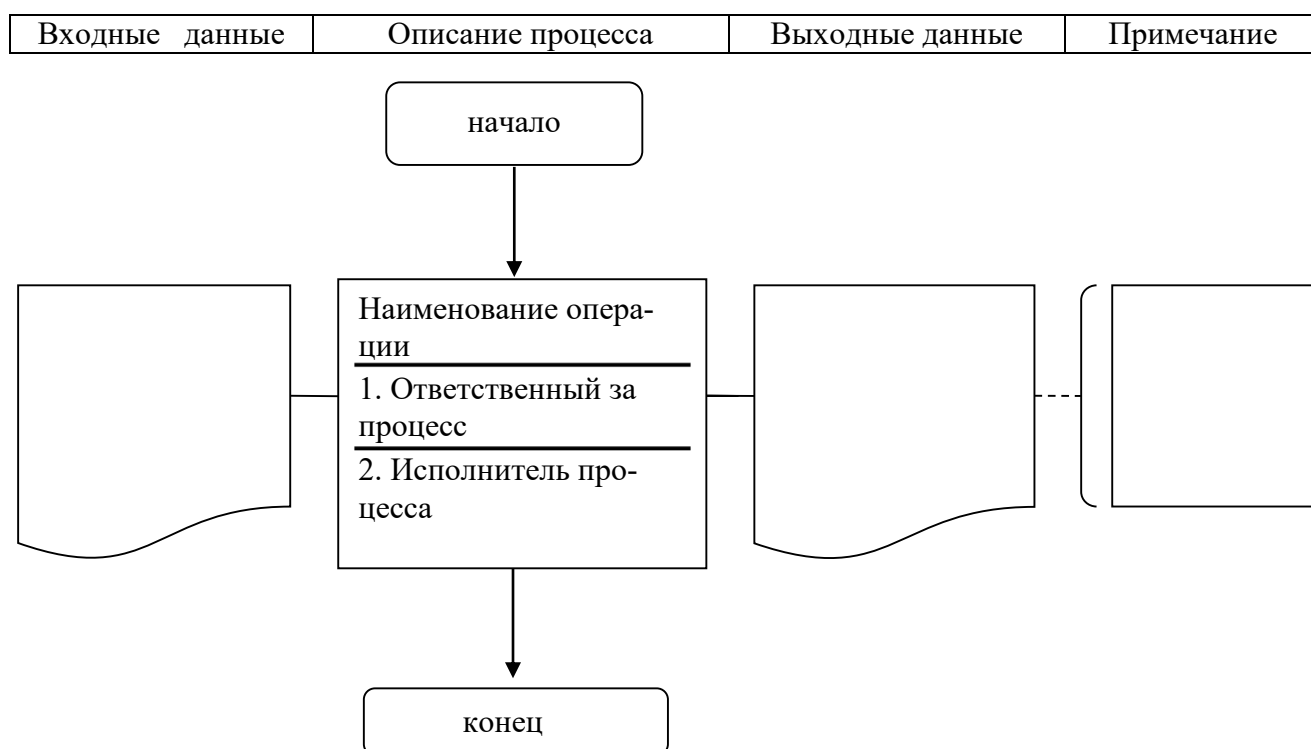 Входные данные Описание процесса Выходные данные Примечание
начало
Наименование опера-
ции
1. Ответственный за
процесс
2. Исполнитель про-
цесса
конец